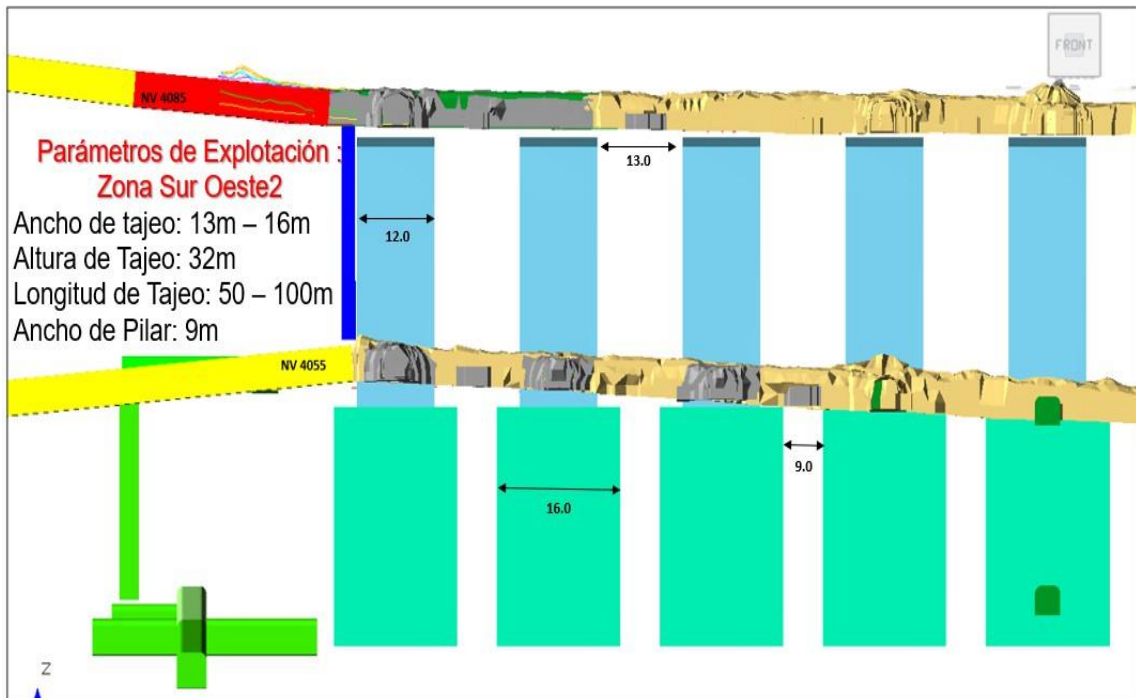 FRONT
NV 4085
Parámetros de Explotación :
Zona Sur Oeste2
Ancho de tajeo: 13m – 16m
Altura de Tajeo: 32m
Longitud de Tajeo: 50 – 100m
Ancho de Pilar: 9m
13.0
12.0
NV 4055
9.0
16.0
Z